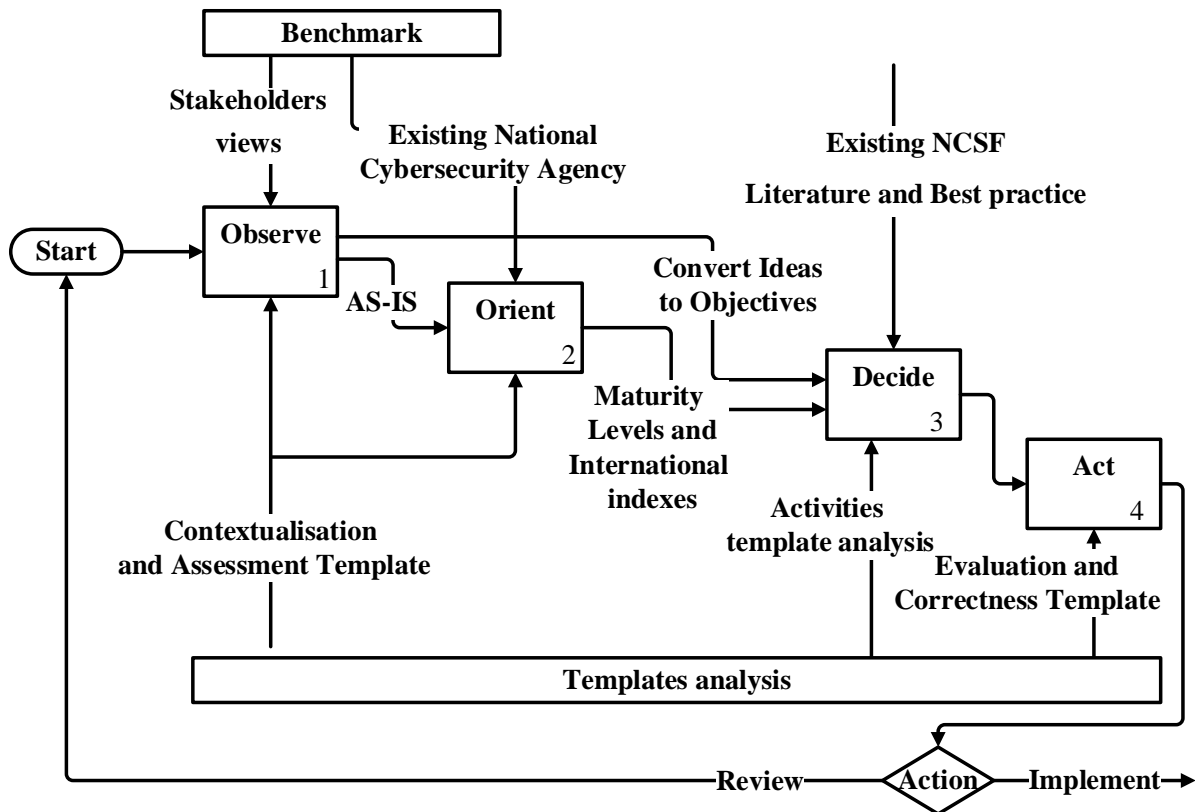 Benchmark
Stakeholders
views
Existing National
Cybersecurity Agency
Existing NCSF
Literature and Best practice
Start
Observe
1
AS-IS
Convert Ideas
to Objectives
Orient
2
Maturity
Levels and
International
indexes
Decide
3
Act
4
Contextualisation
and Assessment Template
Activities
template analysis
Evaluation and
Correctness Template
Templates analysis
Review
Action
Implement